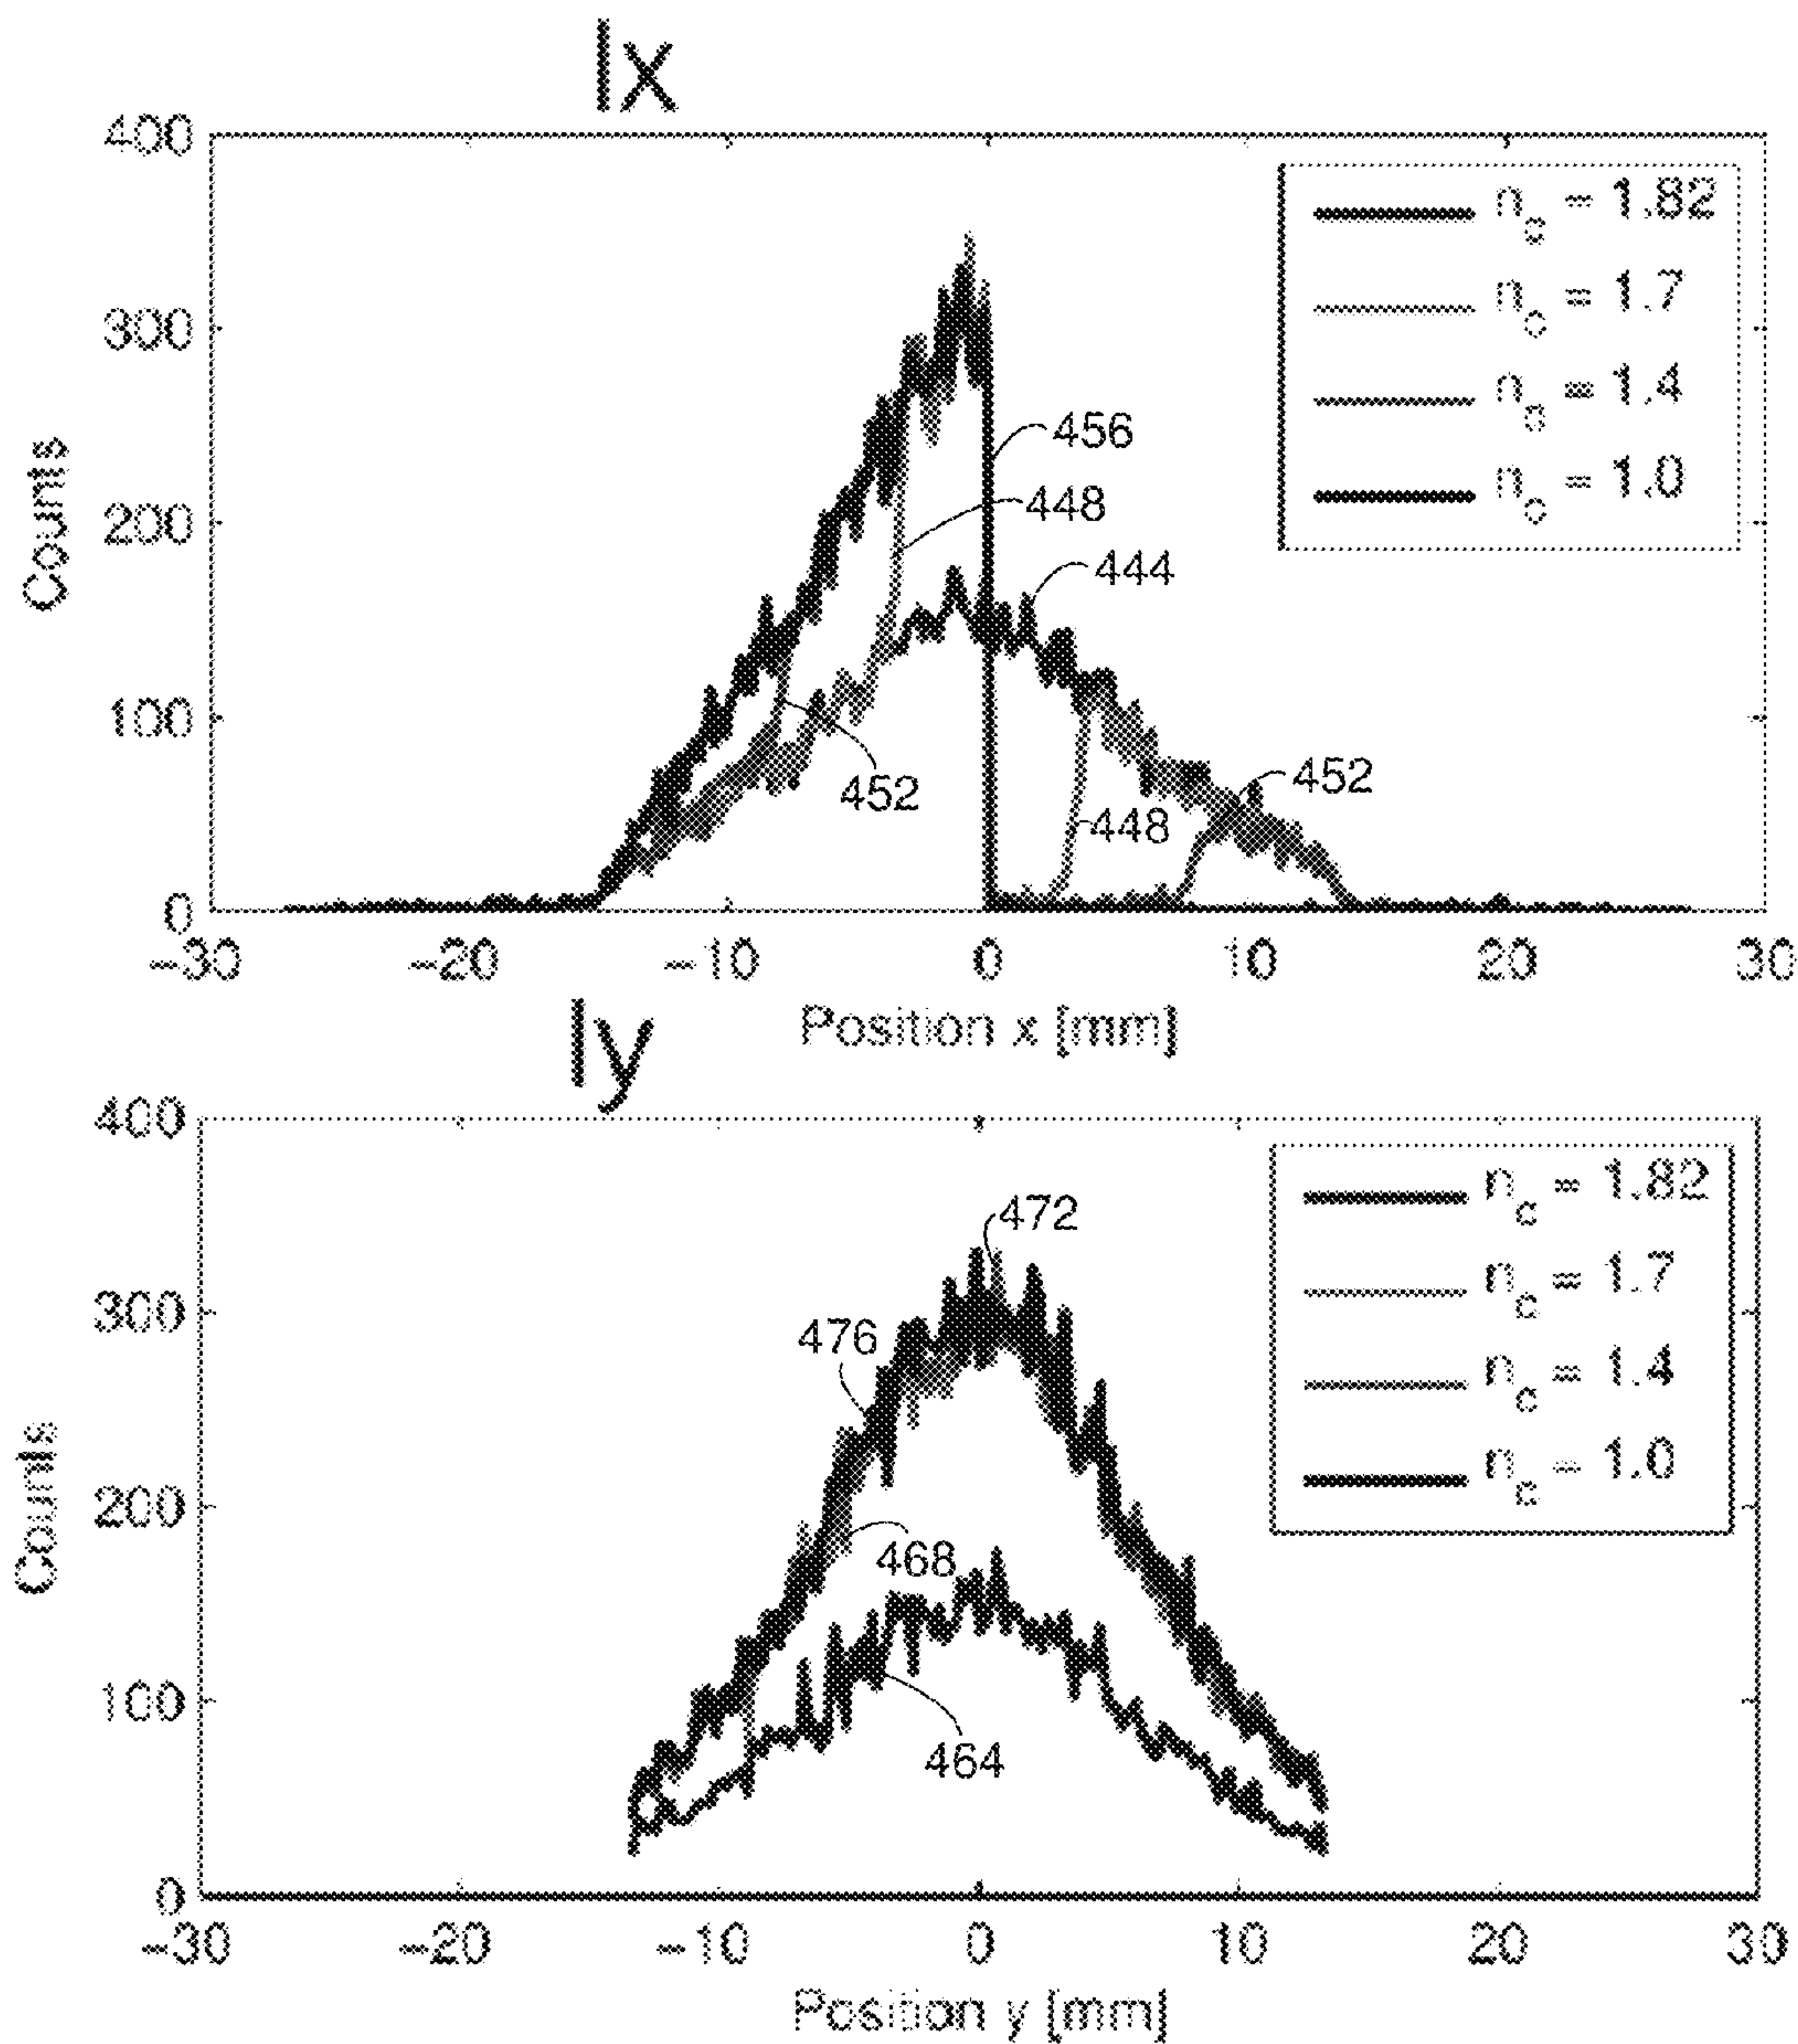 Ix
400
300
200
100
0
Counts
n_c = 1.82
n_c = 1.7
n_c = 1.4
n_c = 1.0
456
448
444
452
448
452
-30 -20 -10 0 10 20 30
Position x [mm]
Iy
400
300
200
100
0
Counts
n_c = 1.82
n_c = 1.7
n_c = 1.4
n_c = 1.0
472
476
468
464
-30 -20 -10 0 10 20 30
Position y [mm]